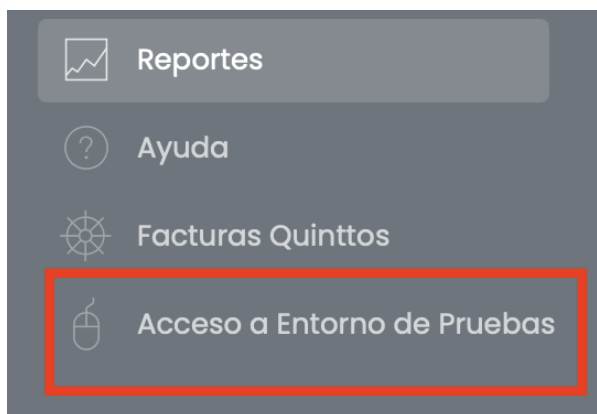 Reportes
Ayuda
Facturas Quinttos
Acceso a Entorno de Pruebas